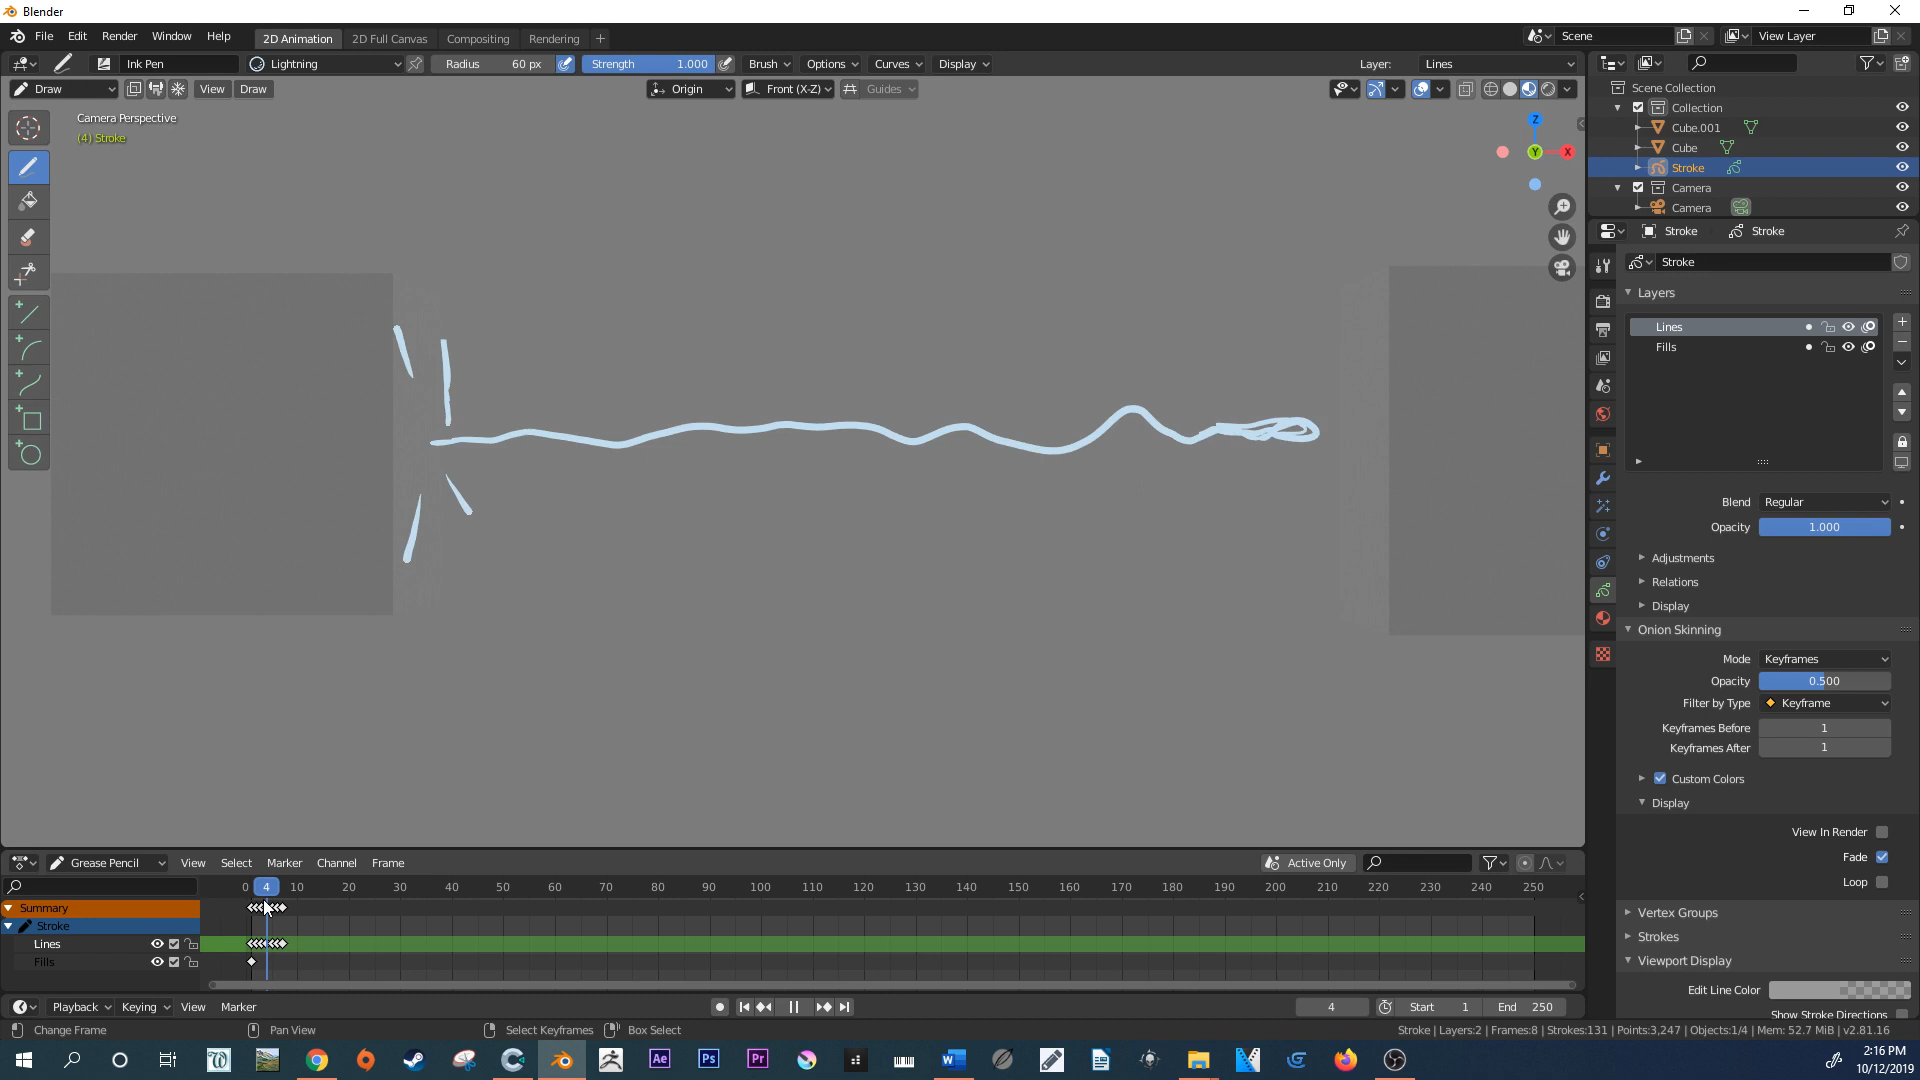 Blender
File Edit Render Window Help 2D Animation 2D Full Canvas Compositing Rendering + Scene View Layer
Ink Pen Lightning Radius 60 px Strength 1.000 Brush Options Curves Display Layer: Lines
Draw View Draw Origin Front (X-Z) Guides
Camera Perspective
(4) Stroke
Z
Y X
Scene Collection
Collection
Cube.001
Cube
Stroke
Camera
Camera
Stroke Stroke
Stroke
Layers
Lines
Fills
Blend Regular
Opacity 1.000
Adjustments
Relations
Display
Onion Skinning
Mode Keyframes
Opacity 0.500
Filter by Type Keyframe
Keyframes Before 1
Keyframes After 1
Custom Colors
Display
View In Render
Fade
Loop
Vertex Groups
Strokes
Viewport Display
Edit Line Color
Show Stroke Directions
Grease Pencil View Select Marker Channel Frame Active Only
0 4 10 20 30 40 50 60 70 80 90 100 110 120 130 140 150 160 170 180 190 200 210 220 230 240 250
Summary
Stroke
Lines
Fills
Playback Keying View Marker 4 Start 1 End 250
Change Frame Pan View Select Keyframes Box Select Stroke | Layers:2 | Frames:8 | Strokes:131 | Points:3,247 | Objects:1/4 | Mem: 52.7 MiB | v2.81.16
Ae Ps Pr
2:16 PM
10/12/2019